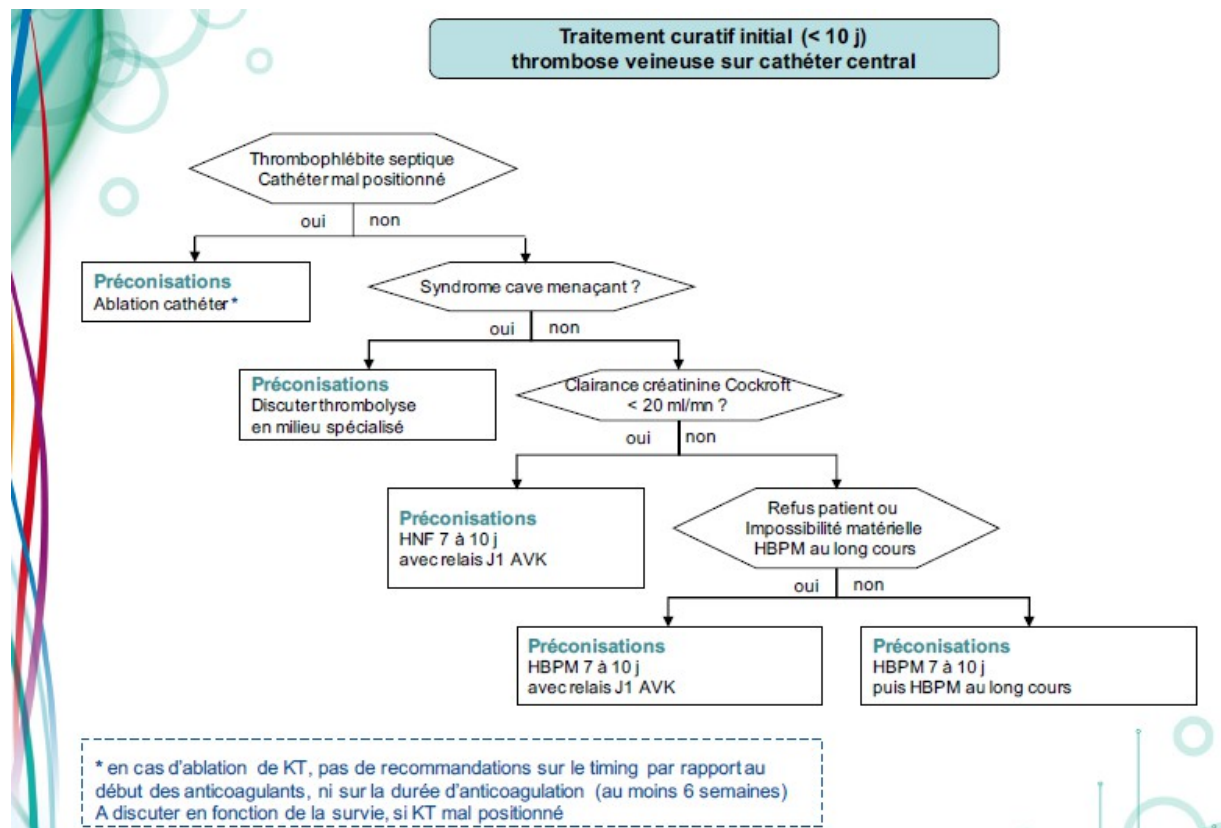 Traitement curatif initial (< 10 j)
thrombose veineuse sur cathéter central
Thrombophlébite septique
Cathéter mal positionné
oui
non
Préconisations
Ablation cathéter *
Syndrome cave menaçant ?
oui
non
Préconisations
Discuter thrombolyse
en milieu spécialisé
Clairance créatinine Cockroft
< 20 ml/mn ?
oui
non
Préconisations
HNF 7 à 10 j
avec relais J1 AVK
Refus patient ou
Impossibilité matérielle
HBPM au long cours
oui
non
Préconisations
HBPM 7 à 10 j
avec relais J1 AVK
Préconisations
HBPM 7 à 10 j
puis HBPM au long cours
* en cas d'ablation de KT, pas de recommandations sur le timing par rapport au
début des anticoagulants, ni sur la durée d'anticoagulation (au moins 6 semaines)
A discuter en fonction de la survie, si KT mal positionné